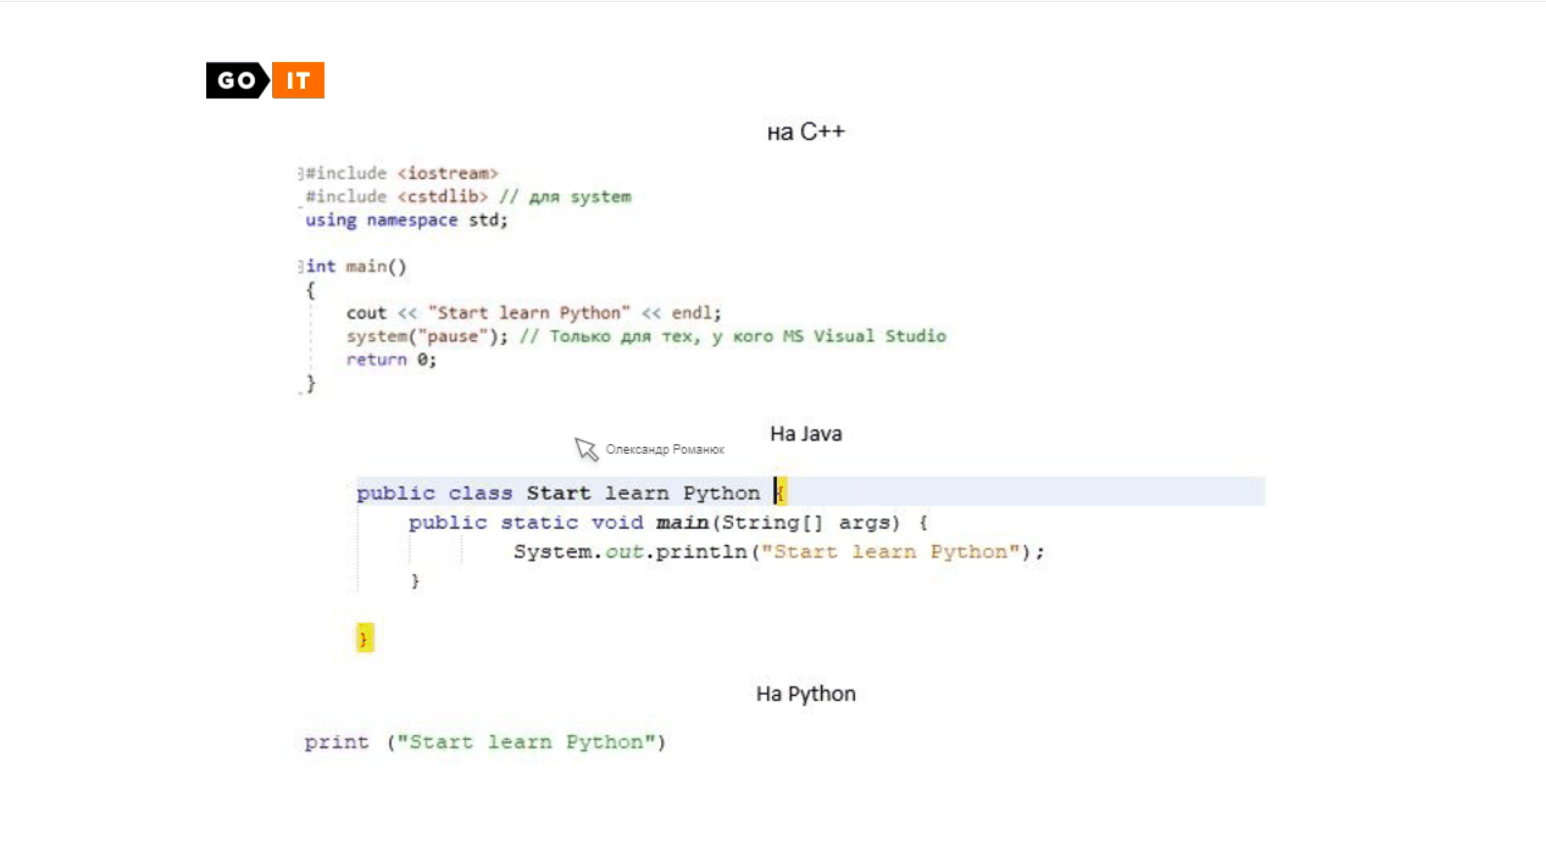 GO IT
на C++
#include <iostream>
#include <cstdlib> // для system
using namespace std;
int main()
{
cout << "Start learn Python" << endl;
system("pause"); // Только для тех, у кого MS Visual Studio
return 0;
}
На Java
Олександр Романюк
public class Start learn Python {
public static void main(String[] args) {
System.out.println("Start learn Python");
}
}
На Python
print ("Start learn Python")